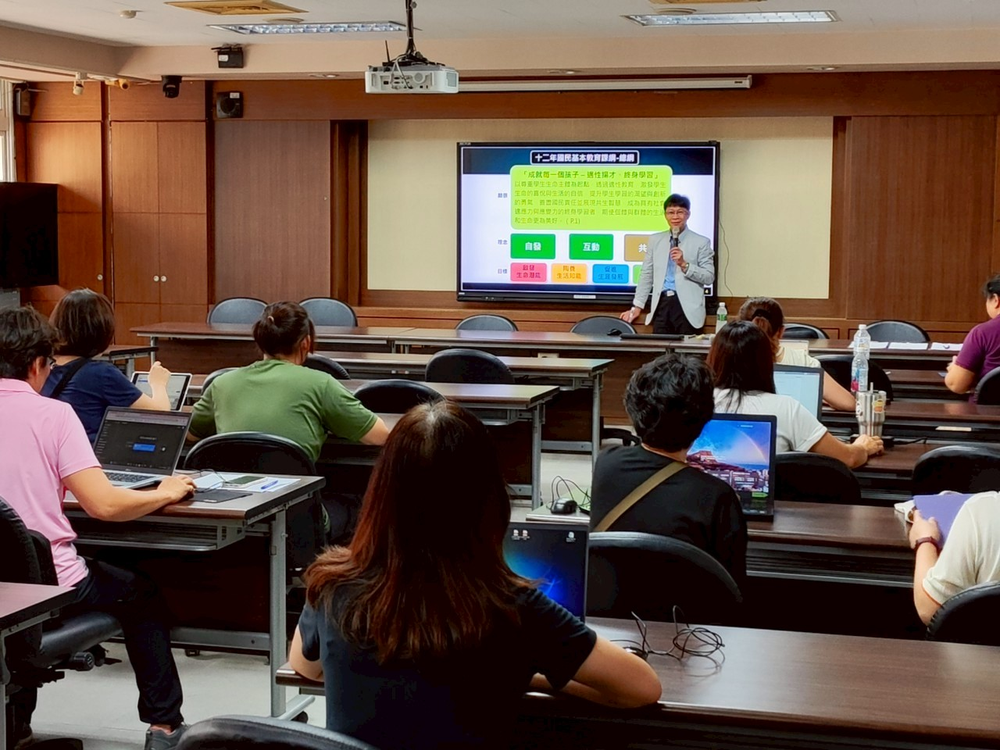 十二年國民基本教育課綱-總綱
「成就每一個孩子－適性揚才、終身學習」
願景
以尊重學生生命主體為起點，透過適性教育，激發學生
生命的喜悅與生活的自信，提升學生學習的渴望與創新
的勇氣，善盡國民責任並展現共生智慧，成為具有社會
適應力與應變力的終身學習者，期使個體與群體的生活
和生命更為美好。(P.1)
理念
自發
互動
共
目標
啟發
生命潛能
陶養
生活知能
促進
生涯發展